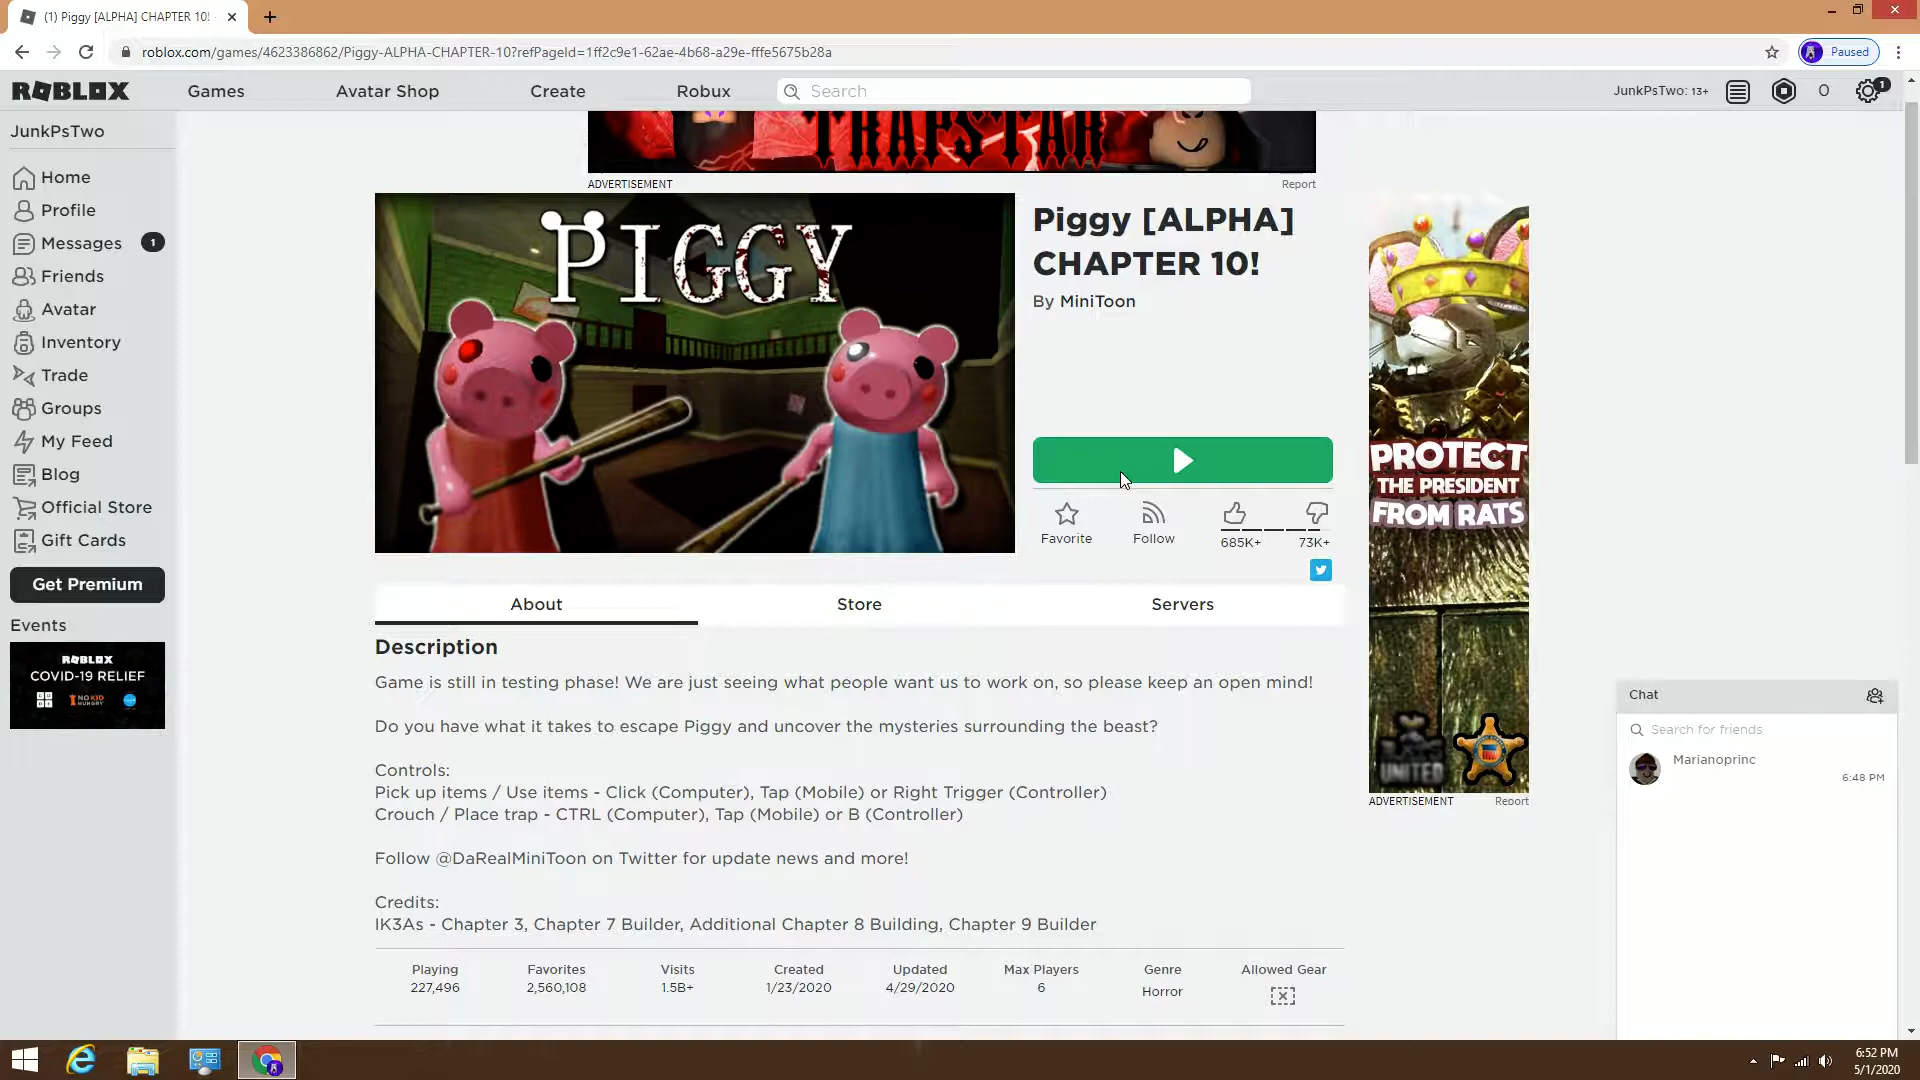 (1) Piggy [ALPHA] CHAPTER 10!
roblox.com/games/4623386862/Piggy-ALPHA-CHAPTER-10?refPageId=1ff2c9e1-62ae-4b68-a29e-fffe5675b28a
Paused
ROBLOX
Games
Avatar Shop
Create
Robux
Search
JunkPsTwo: 13+
0
1
JunkPsTwo
Home
Profile
Messages
1
Friends
Avatar
Inventory
Trade
Groups
My Feed
Blog
Official Store
Gift Cards
Get Premium
Events
ROBLOX
COVID-19 RELIEF
NO KID
HUNGRY
TRAPSTAR
ADVERTISEMENT
Report
PIGGY
Piggy [ALPHA]
CHAPTER 10!
By MiniToon
Favorite
Follow
685K+
73K+
About
Store
Servers
Description
Game is still in testing phase! We are just seeing what people want us to work on, so please keep an open mind!
Do you have what it takes to escape Piggy and uncover the mysteries surrounding the beast?
Controls:
Pick up items / Use items - Click (Computer), Tap (Mobile) or Right Trigger (Controller)
Crouch / Place trap - CTRL (Computer), Tap (Mobile) or B (Controller)
Follow @DaRealMiniToon on Twitter for update news and more!
Credits:
IK3As - Chapter 3, Chapter 7 Builder, Additional Chapter 8 Building, Chapter 9 Builder
Playing
227,496
Favorites
2,560,108
Visits
1.5B+
Created
1/23/2020
Updated
4/29/2020
Max Players
6
Genre
Horror
Allowed Gear
PROTECT
THE PRESIDENT
FROM RATS
UNITED
ADVERTISEMENT
Report
Chat
Search for friends
Marianoprinc
6:48 PM
6:52 PM
5/1/2020